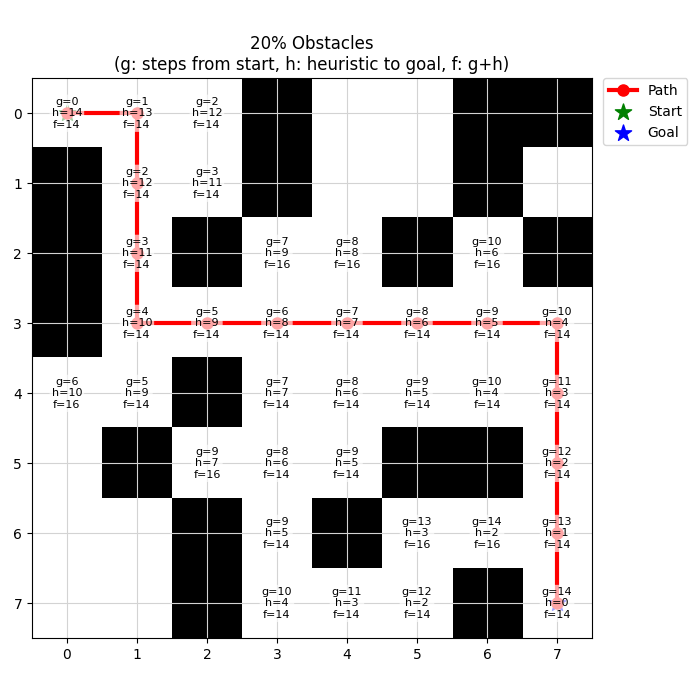 20% Obstacles
(g: steps from start, h: heuristic to goal, f: g+h)
Path
Start
Goal
0
g=0
h=14
f=14
g=1
h=13
f=14
g=2
h=12
f=14
1
g=2
h=12
f=14
g=3
h=11
f=14
2
g=3
h=11
f=14
g=7
h=9
f=16
g=8
h=8
f=16
g=10
h=6
f=16
3
g=4
h=10
f=14
g=5
h=9
f=14
g=6
h=8
f=14
g=7
h=7
f=14
g=8
h=6
f=14
g=9
h=5
f=14
g=10
h=4
f=14
4
g=6
h=10
f=16
g=5
h=9
f=14
g=7
h=7
f=14
g=8
h=6
f=14
g=9
h=5
f=14
g=10
h=4
f=14
g=11
h=3
f=14
5
g=9
h=7
f=16
g=8
h=6
f=14
g=9
h=5
f=14
g=12
h=2
f=14
6
g=9
h=5
f=14
g=13
h=3
f=16
g=14
h=2
f=16
g=13
h=1
f=14
7
g=10
h=4
f=14
g=11
h=3
f=14
g=12
h=2
f=14
g=14
h=0
f=14
0 1 2 3 4 5 6 7